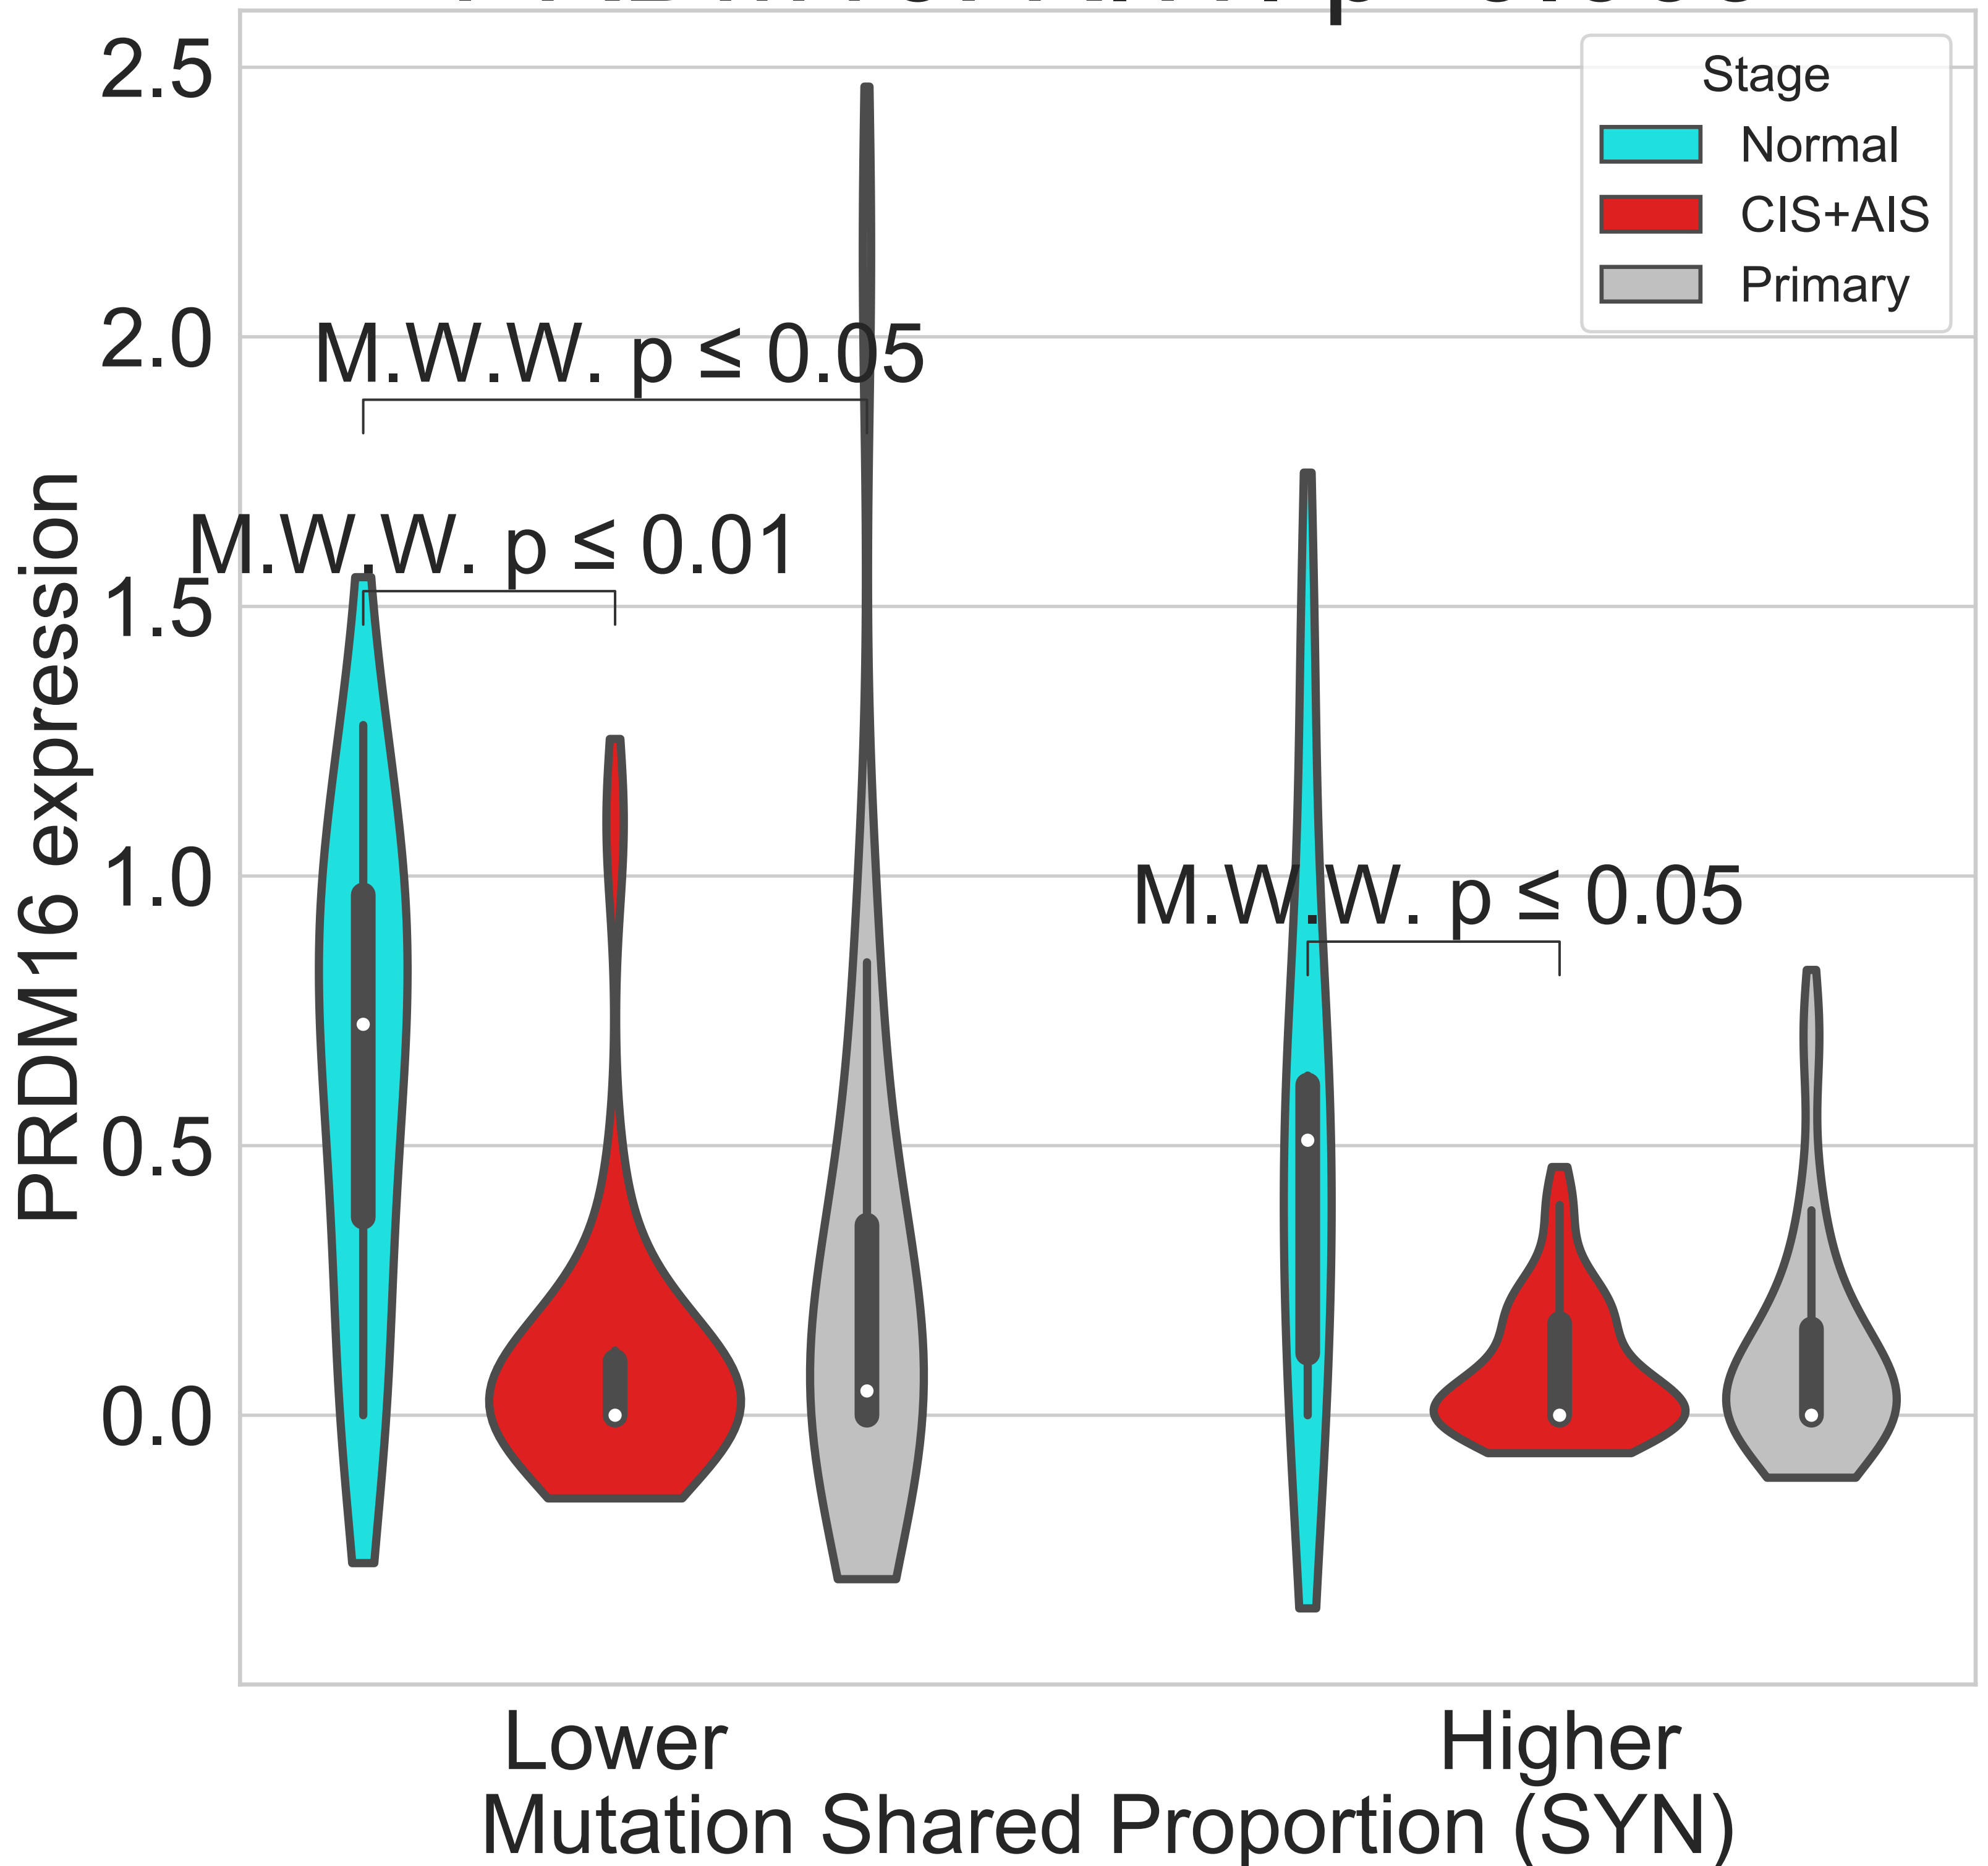 2.5
2.0
1.5
1.0
0.5
0.0
PRDM16 expression
Stage
Normal
CIS+AIS
Primary
M.W.W. p ≤ 0.05
M.W.W. p ≤ 0.01
M.W.W. p ≤ 0.05
Lower
Higher
Mutation Shared Proportion (SYN)